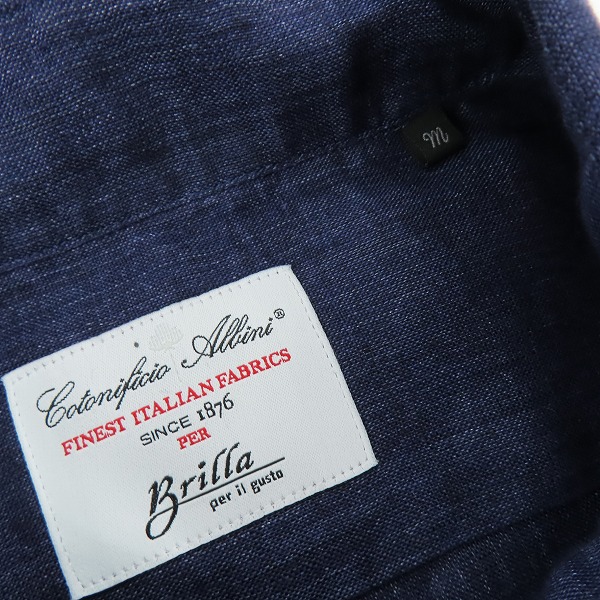 M
Cotonificio Albini®
FINEST ITALIAN FABRICS
SINCE 1876
PER
Brilla
per il gusto